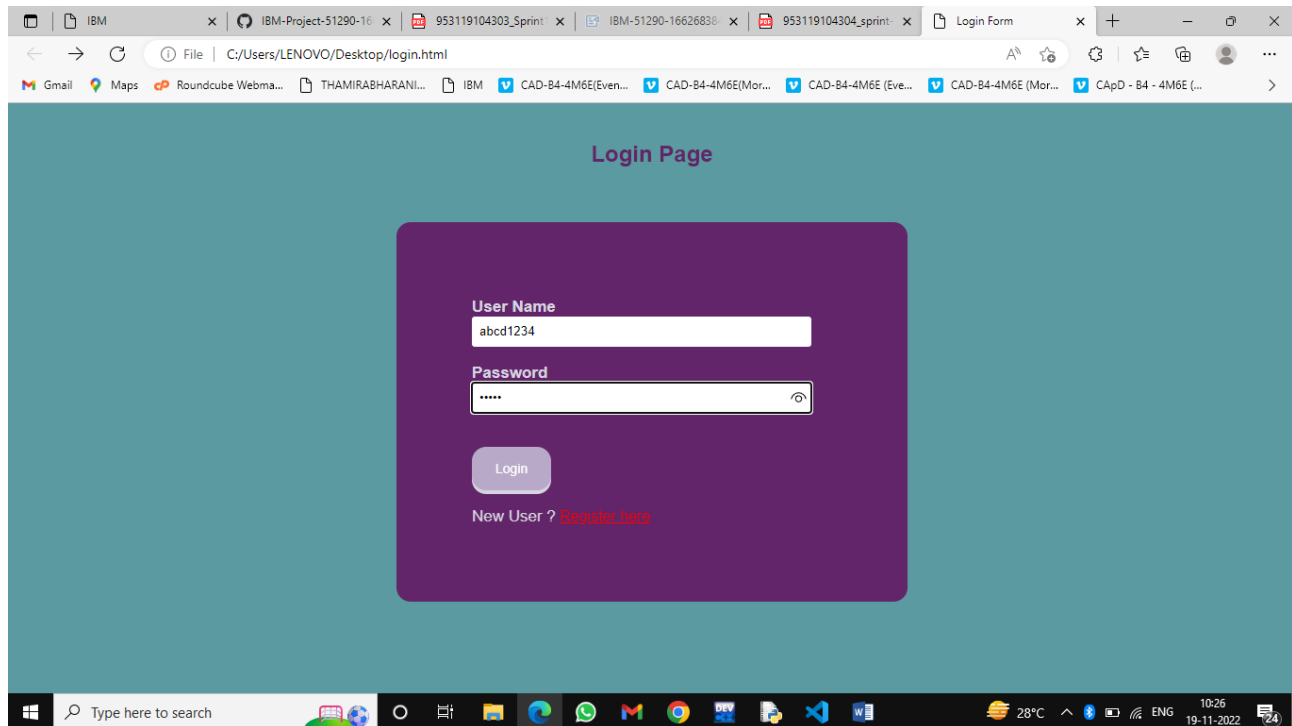 IBM
IBM-Project-51290-16
953119104303_Sprint
IBM-51290-16626838
953119104304_sprint-
Login Form
File
C:/Users/LENOVO/Desktop/login.html
Gmail
Maps
Roundcube Webma...
THAMIRABHARANI...
IBM
CAD-B4-4M6E(Even...
CAD-B4-4M6E(Mor...
CAD-B4-4M6E (Eve...
CAD-B4-4M6E (Mor...
CApD - B4 - 4M6E (...
Login Page
User Name
abcd1234
Password
•••••
Login
New User ? Register here
Type here to search
DEV
28°C
ENG
10:26
19-11-2022
24